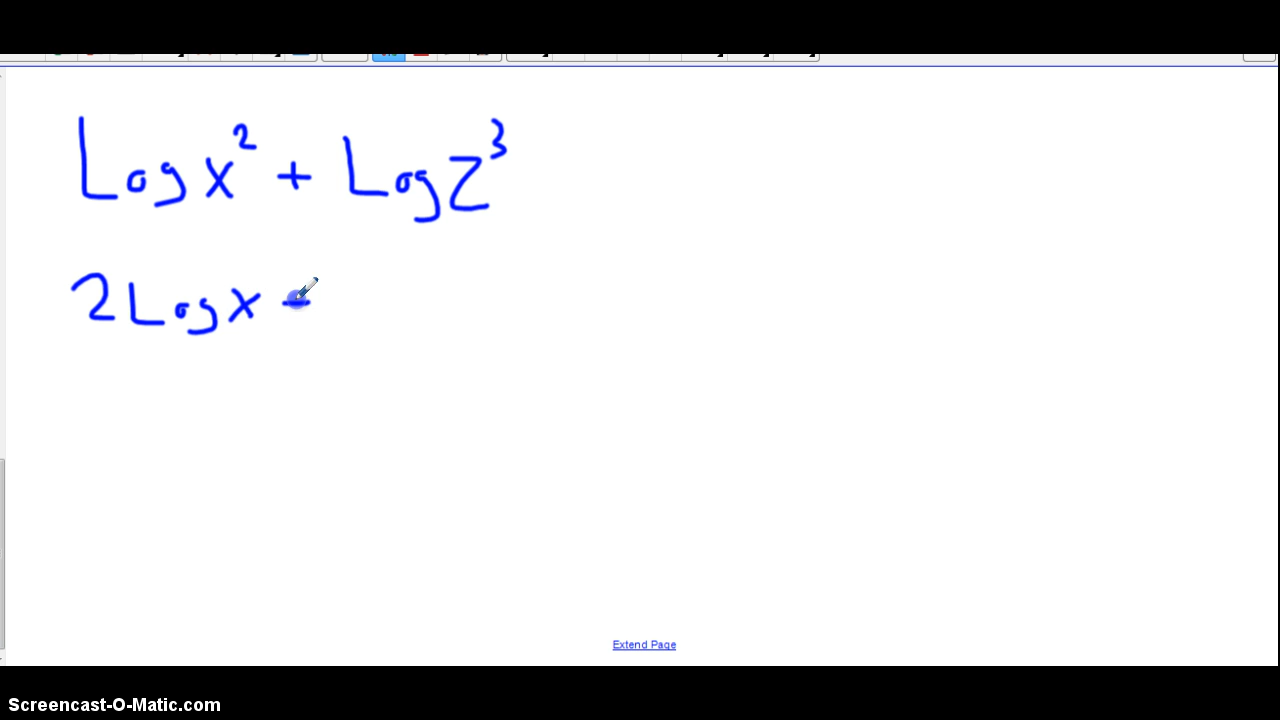 Log x² + Log z³
2 Log x -
Extend Page
Screencast-O-Matic.com